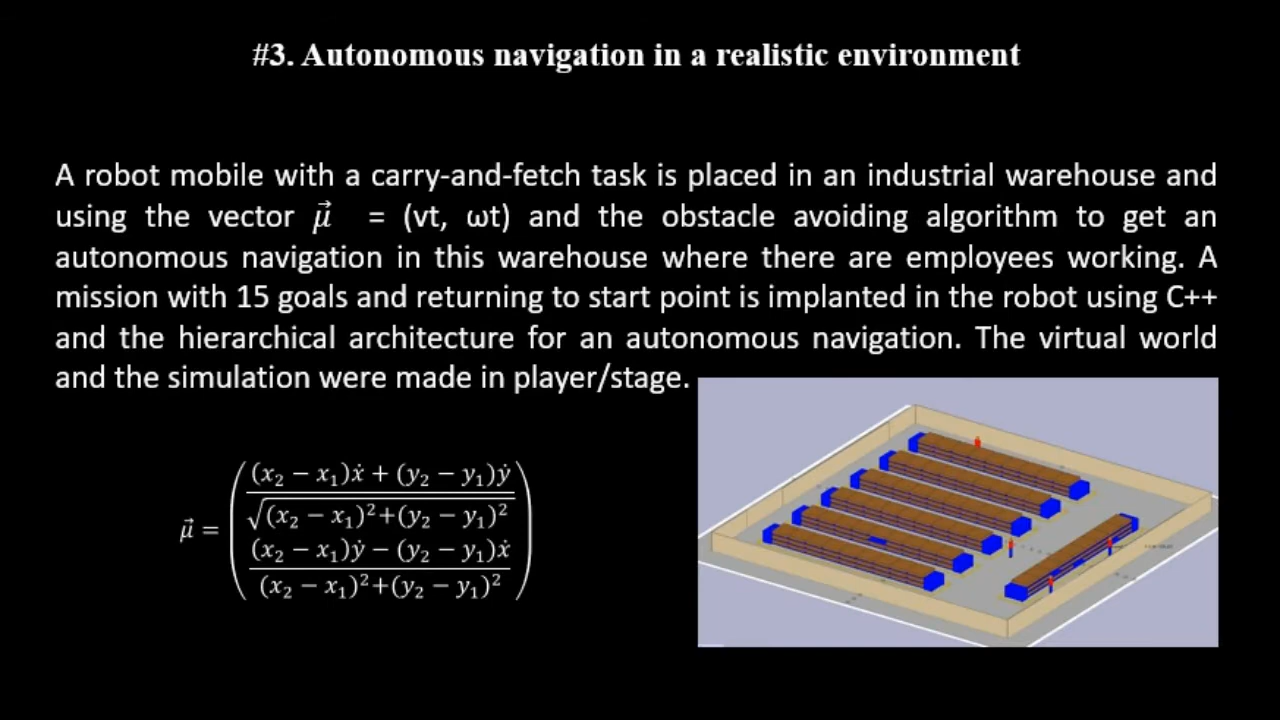 #3. Autonomous navigation in a realistic environment
A robot mobile with a carry-and-fetch task is placed in an industrial warehouse and
using the vector μ⃗ = (vt, ωt) and the obstacle avoiding algorithm to get an
autonomous navigation in this warehouse where there are employees working. A
mission with 15 goals and returning to start point is implanted in the robot using C++
and the hierarchical architecture for an autonomous navigation. The virtual world
and the simulation were made in player/stage.
(x₂ − x₁)ẋ + (y₂ − y₁)ẏ
√(x₂ − x₁)²+(y₂ − y₁)²
μ⃗ =
(x₂ − x₁)ẏ − (y₂ − y₁)ẋ
(x₂ − x₁)²+(y₂ − y₁)²